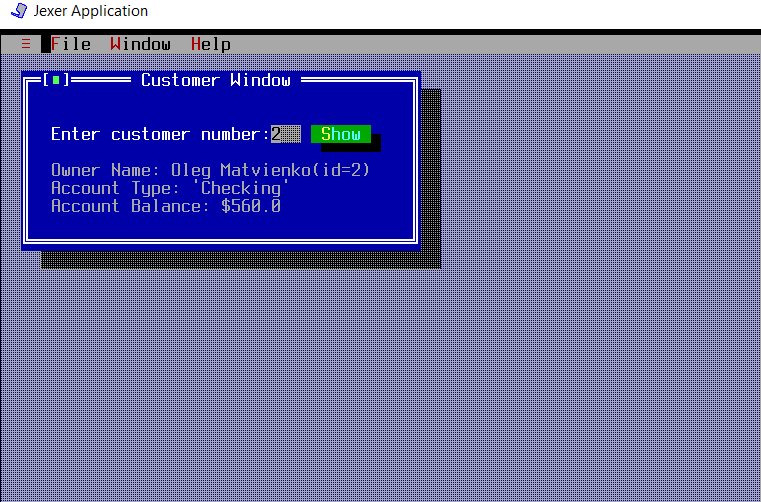 Jexer Application
≡ File Window Help
Customer Window
Enter customer number:2 Show
Owner Name: Oleg Matvienko(id=2)
Account Type: 'Checking'
Account Balance: $560.0